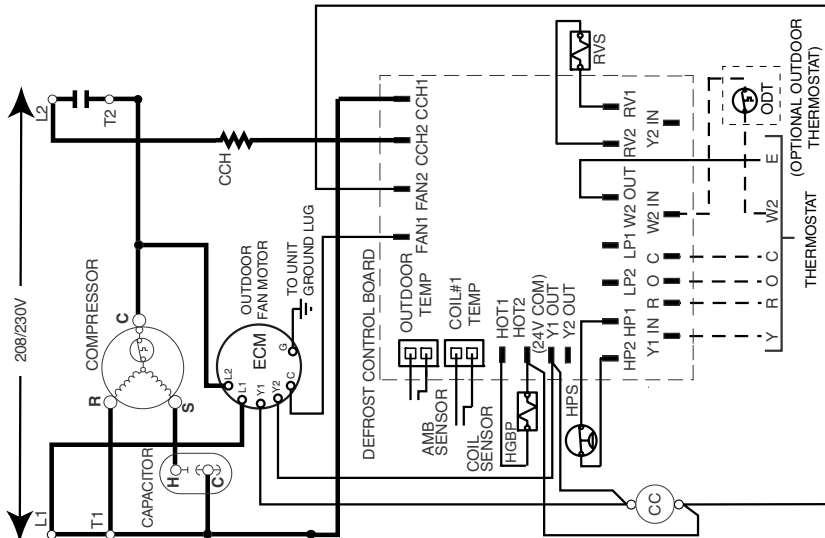 208/230V
L1
L2
T1
T2
COMPRESSOR
C
R
S
CAPACITOR
H
C
CCH
OUTDOOR
FAN MOTOR
ECM
L2
L1
Y1
Y2
C
G
TO UNIT
GROUND LUG
DEFROST CONTROL BOARD
FAN1
FAN2
CCH2
CCH1
OUTDOOR
TEMP
COIL#1
TEMP
AMB
SENSOR
COIL
SENSOR
HOT1
HOT2
(24V COM)
Y1 OUT
Y2 OUT
HGBP
HPS
CC
HP2
HP1
LP2
LP1
W2 OUT
RV2
RV1
Y1 IN
R
O
C
W2 IN
Y2 IN
RVS
ODT
(OPTIONAL OUTDOOR
THERMOSTAT)
Y
R
O
C
W2
E
THERMOSTAT